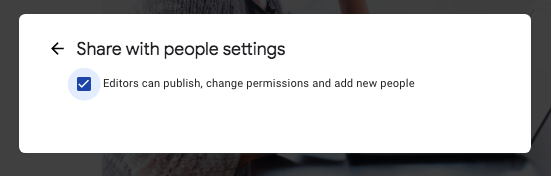 Share with people settings
Editors can publish, change permissions and add new people